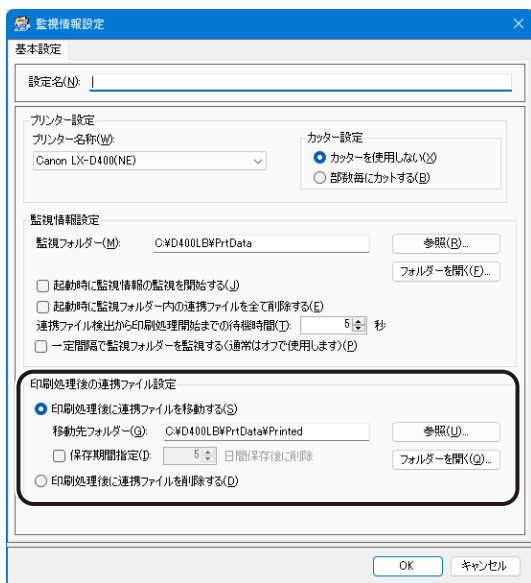 監視情報設定
基本設定
設定名(N):
プリンター設定
プリンター名称(W):
Canon LX-D400(NE)
カッター設定
カッターを使用しない(X)
部数毎にカットする(B)
監視情報設定
監視フォルダー(M): C:¥D400LB¥PrtData 参照(R)...
フォルダーを開く(F)...
起動時に監視情報の監視を開始する(J)
起動時に監視フォルダー内の連携ファイルを全て削除する(E)
連携ファイル検出から印刷処理開始までの待機時間(T): 5 秒
一定間隔で監視フォルダーを監視する(通常はオフで使用します)(P)
印刷処理後の連携ファイル設定
印刷処理後に連携ファイルを移動する(S)
移動先フォルダー(G): C:¥D400LB¥PrtData¥Printed 参照(U)...
保存期間指定(I): 5 日間保存後に削除 フォルダーを開く(Q)...
印刷処理後に連携ファイルを削除する(D)
OK キャンセル